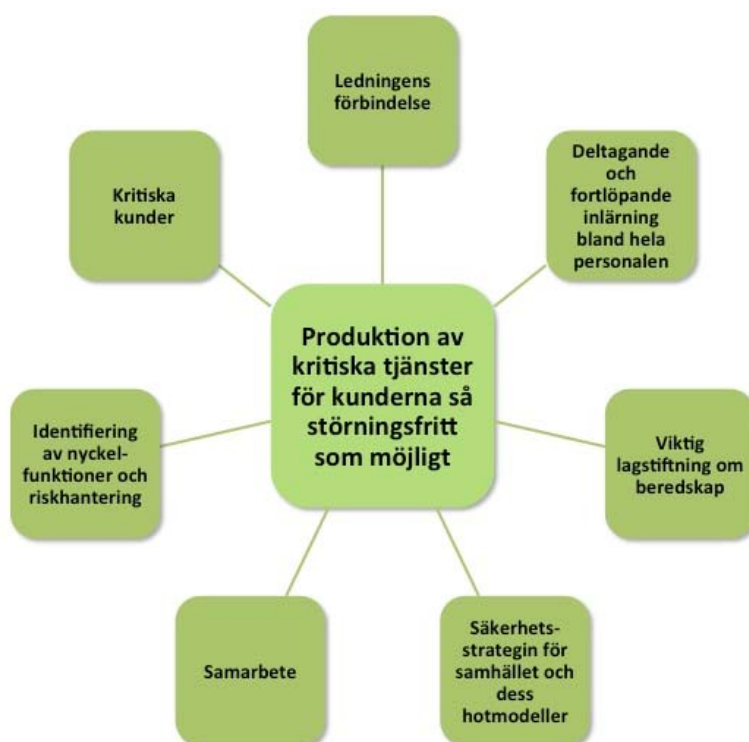 Ledningens
förbindelse
Deltagande
och
fortlöpande
inlärning
bland hela
personalen
Kritiska
kunder
Produktion av
kritiska tjänster
för kunderna så
störningsfritt
som möjligt
Identifiering
av nyckel-
funktioner och
riskhantering
Viktig
lagstiftning om
beredskap
Samarbete
Säkerhets-
strategin för
samhället och
dess
hotmodeller